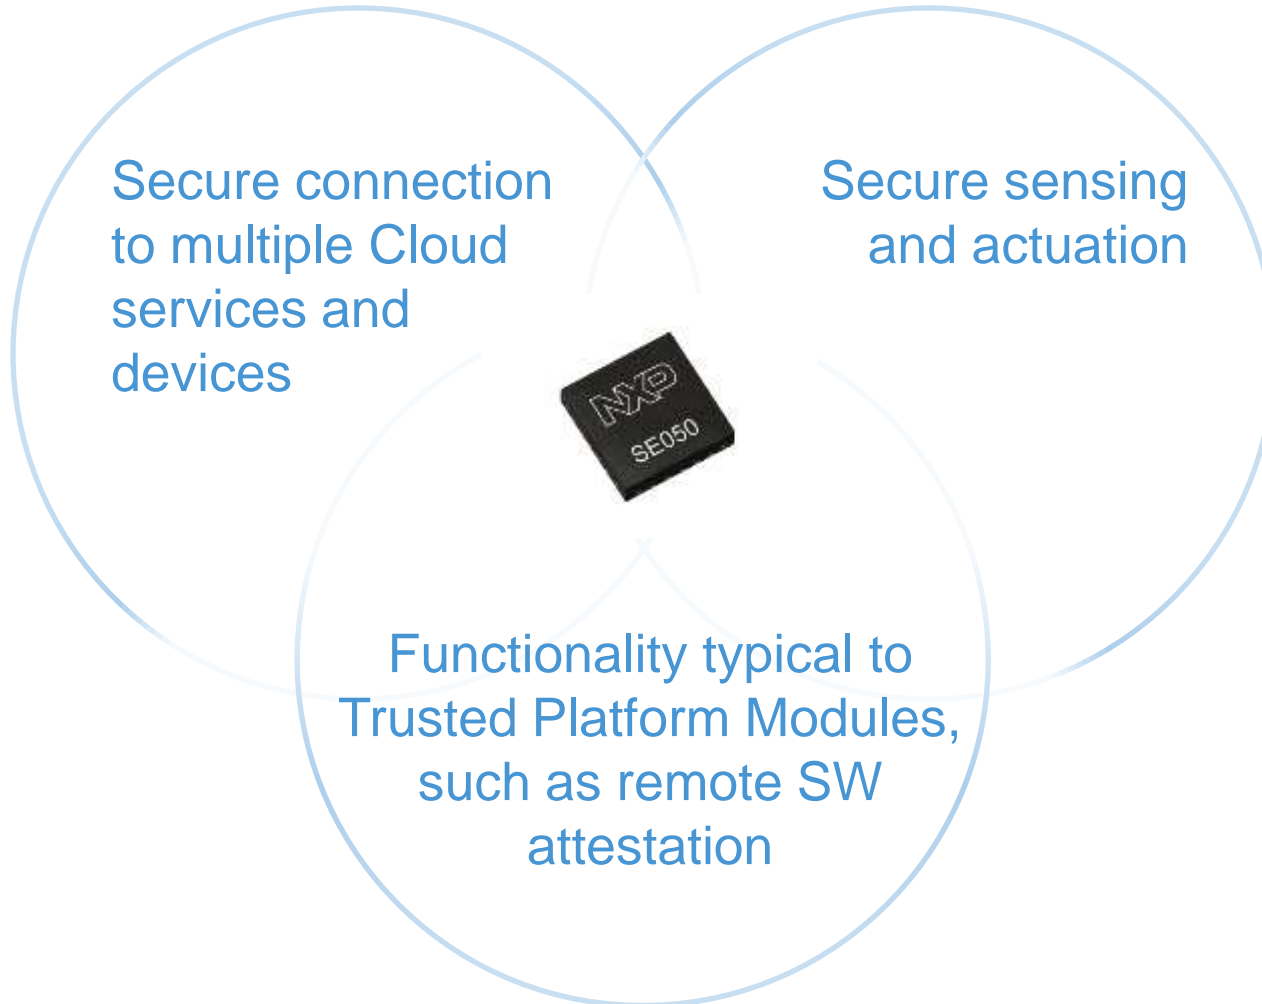 Secure connection
to multiple Cloud
services and
devices
Secure sensing
and actuation
NXP
SE050
Functionality typical to
Trusted Platform Modules,
such as remote SW
attestation